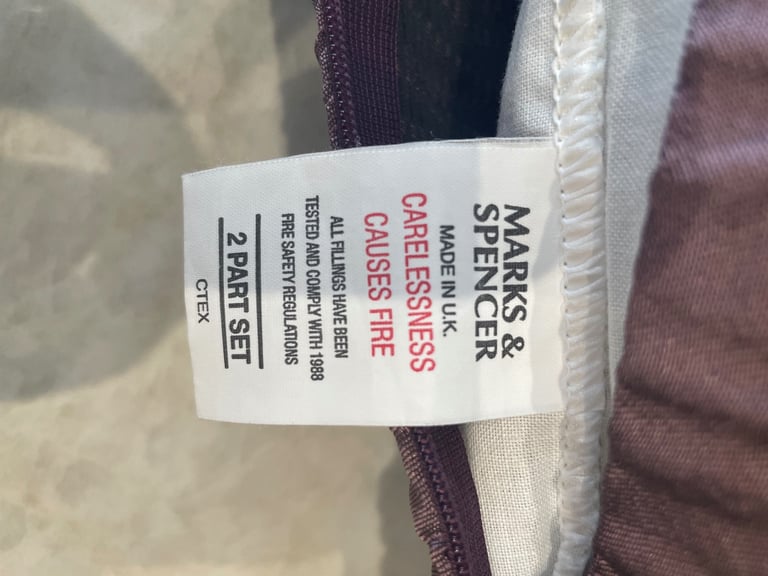 MARKS &
SPENCER
MADE IN U.K.
CARELESSNESS
CAUSES FIRE
ALL FILLINGS HAVE BEEN
TESTED AND COMPLY WITH 1988
FIRE SAFETY REGULATIONS
2 PART SET
CTEX